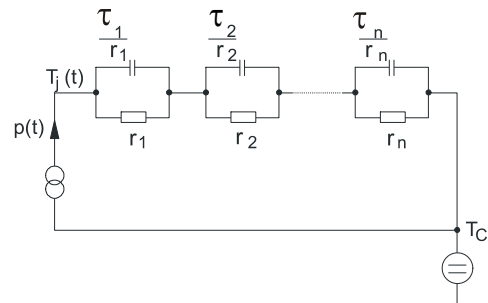 τ1 τ2 τn
r1 r2 rn
Tj(t)
r1 r2 rn
p(t)
TC